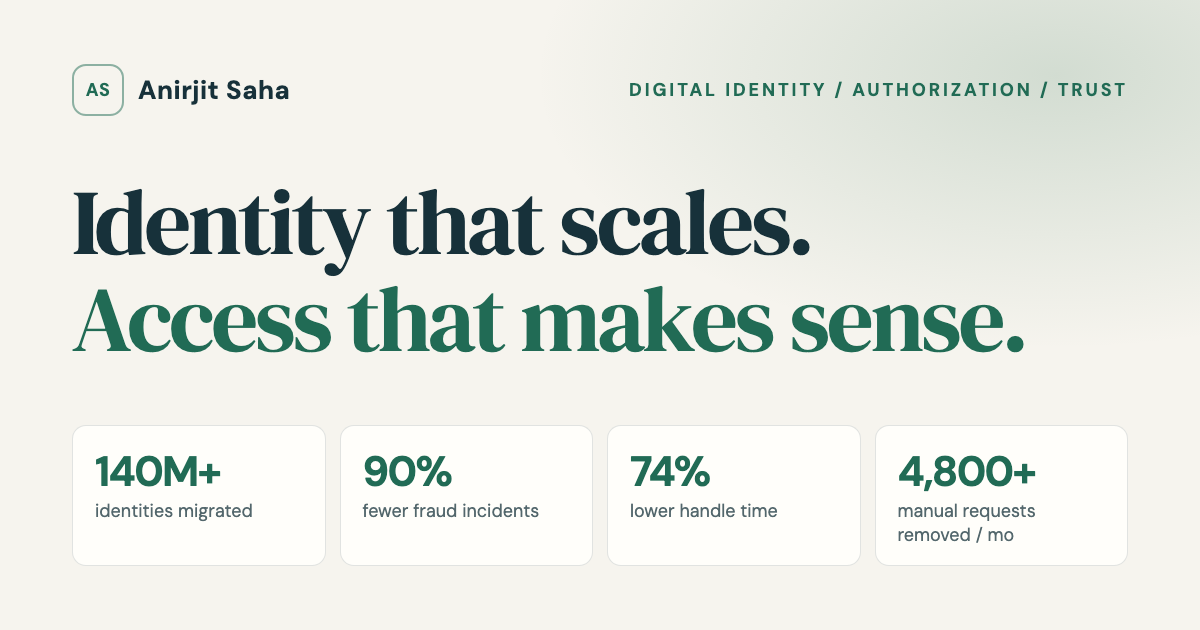 AS
Anirjit Saha
DIGITAL IDENTITY / AUTHORIZATION / TRUST
Identity that scales.
Access that makes sense.
140M+
identities migrated
90%
fewer fraud incidents
74%
lower handle time
4,800+
manual requests
removed / mo